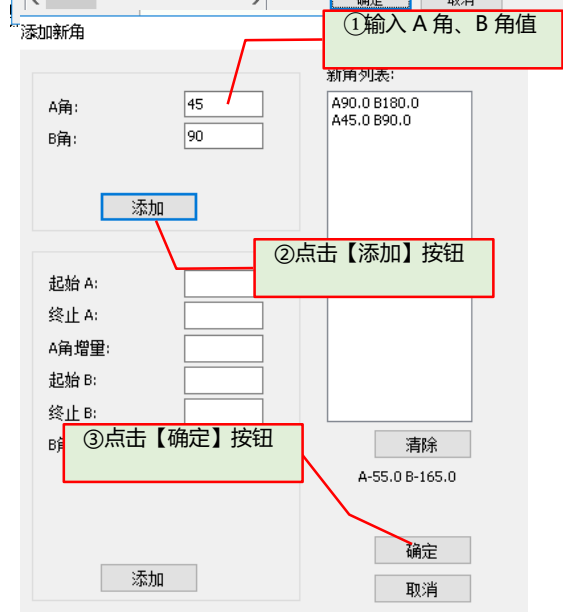 确定
取消
添加新角
①输入 A 角、B 角值
新角列表:
A角:
45
B角:
90
A90.0 B180.0
A45.0 B90.0
添加
②点击【添加】按钮
起始 A:
终止 A:
A角增量:
起始 B:
终止 B:
③点击【确定】按钮
清除
A-55.0 B-165.0
确定
添加
取消